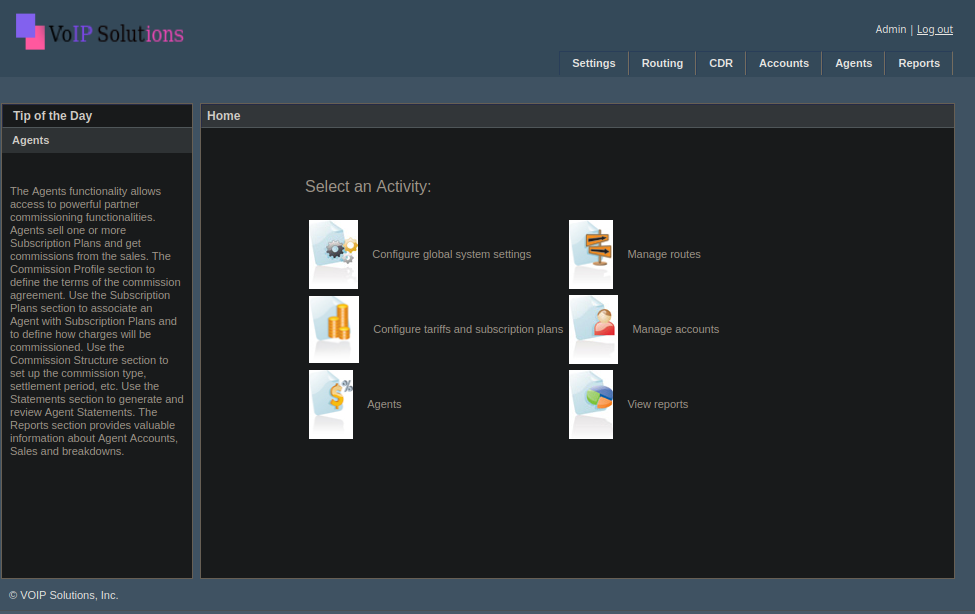 VoIP Solutions
Admin | Log out
Settings Routing CDR Accounts Agents Reports
Tip of the Day
Agents
The Agents functionality allows
access to powerful partner
commissioning functionalities.
Agents sell one or more
Subscription Plans and get
commissions from the sales. The
Commission Profile section to
define the terms of the commission
agreement. Use the Subscription
Plans section to associate an
Agent with Subscription Plans and
to define how charges will be
commissioned. Use the
Commission Structure section to
set up the commission type,
settlement period, etc. Use the
Statements section to generate and
review Agent Statements. The
Reports section provides valuable
information about Agent Accounts,
Sales and breakdowns.
Home
Select an Activity:
Configure global system settings
Manage routes
Configure tariffs and subscription plans
Manage accounts
$ %
Agents
View reports
© VOIP Solutions, Inc.